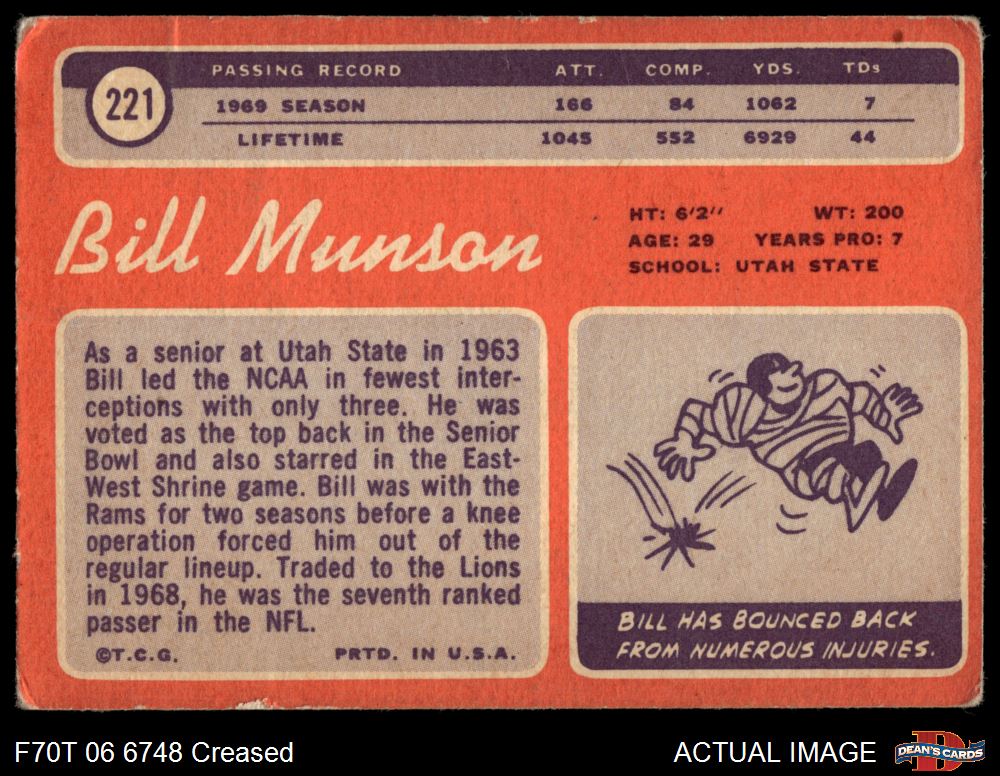 PASSING RECORD ATT. COMP. YDS. TDs
221
1969 SEASON 166 84 1062 7
LIFETIME 1045 552 6929 44
Bill Munson
HT: 6'2'' WT: 200
AGE: 29 YEARS PRO: 7
SCHOOL: UTAH STATE
As a senior at Utah State in 1963
Bill led the NCAA in fewest inter-
ceptions with only three. He was
voted as the top back in the Senior
Bowl and also starred in the East-
West Shrine game. Bill was with the
Rams for two seasons before a knee
operation forced him out of the
regular lineup. Traded to the Lions
in 1968, he was the seventh ranked
passer in the NFL.
©T.C.G. PRTD. IN U.S.A.
BILL HAS BOUNCED BACK
FROM NUMEROUS INJURIES.
F70T 06 6748 Creased
ACTUAL IMAGE
D
DEAN'S CARDS